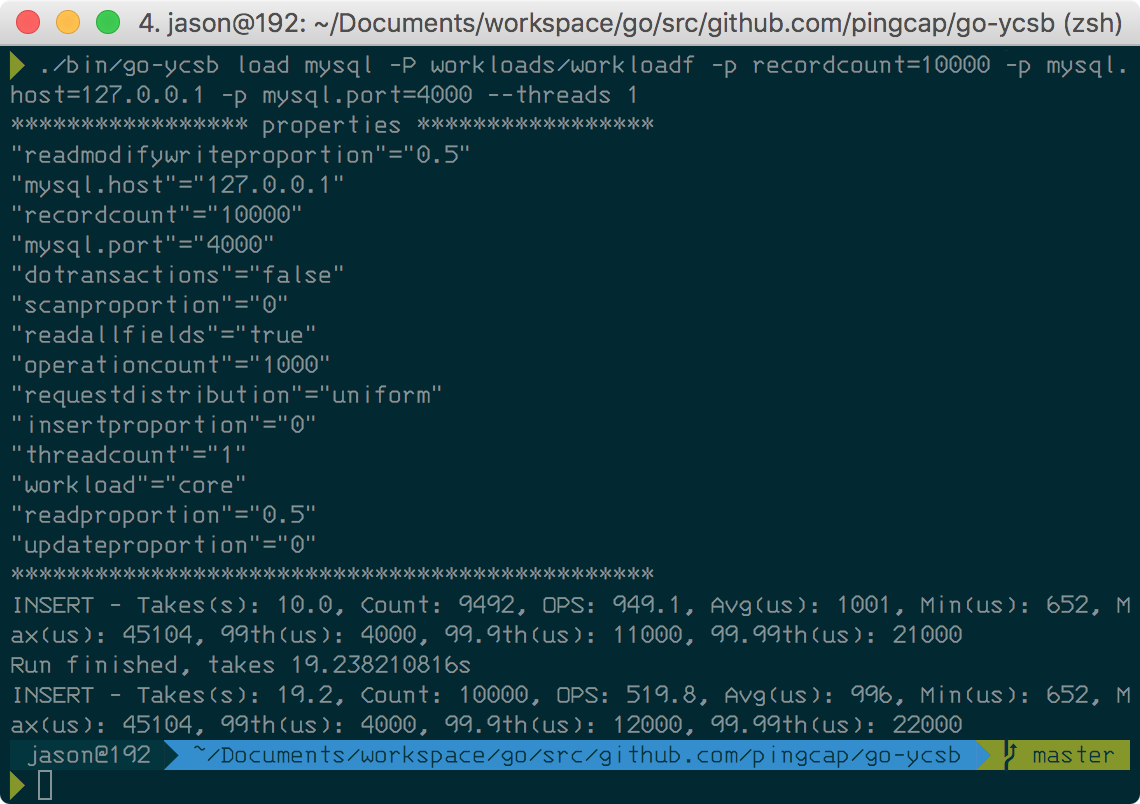 4. jason@192: ~/Documents/workspace/go/src/github.com/pingcap/go-ycsb (zsh)
./bin/go-ycsb load mysql -P workloads/workloadf -p recordcount=10000 -p mysql.
host=127.0.0.1 -p mysql.port=4000 --threads 1
***************** properties *****************
"readmodifywriteproportion"="0.5"
"mysql.host"="127.0.0.1"
"recordcount"="10000"
"mysql.port"="4000"
"dotransactions"="false"
"scanproportion"="0"
"readallfields"="true"
"operationcount"="1000"
"requestdistribution"="uniform"
"insertproportion"="0"
"threadcount"="1"
"workload"="core"
"readproportion"="0.5"
"updateproportion"="0"
**********************************************
INSERT - Takes(s): 10.0, Count: 9492, OPS: 949.1, Avg(us): 1001, Min(us): 652, M
ax(us): 45104, 99th(us): 4000, 99.9th(us): 11000, 99.99th(us): 21000
Run finished, takes 19.238210816s
INSERT - Takes(s): 19.2, Count: 10000, OPS: 519.8, Avg(us): 996, Min(us): 652, M
ax(us): 45104, 99th(us): 4000, 99.9th(us): 12000, 99.99th(us): 22000
jason@192 ~/Documents/workspace/go/src/github.com/pingcap/go-ycsb master